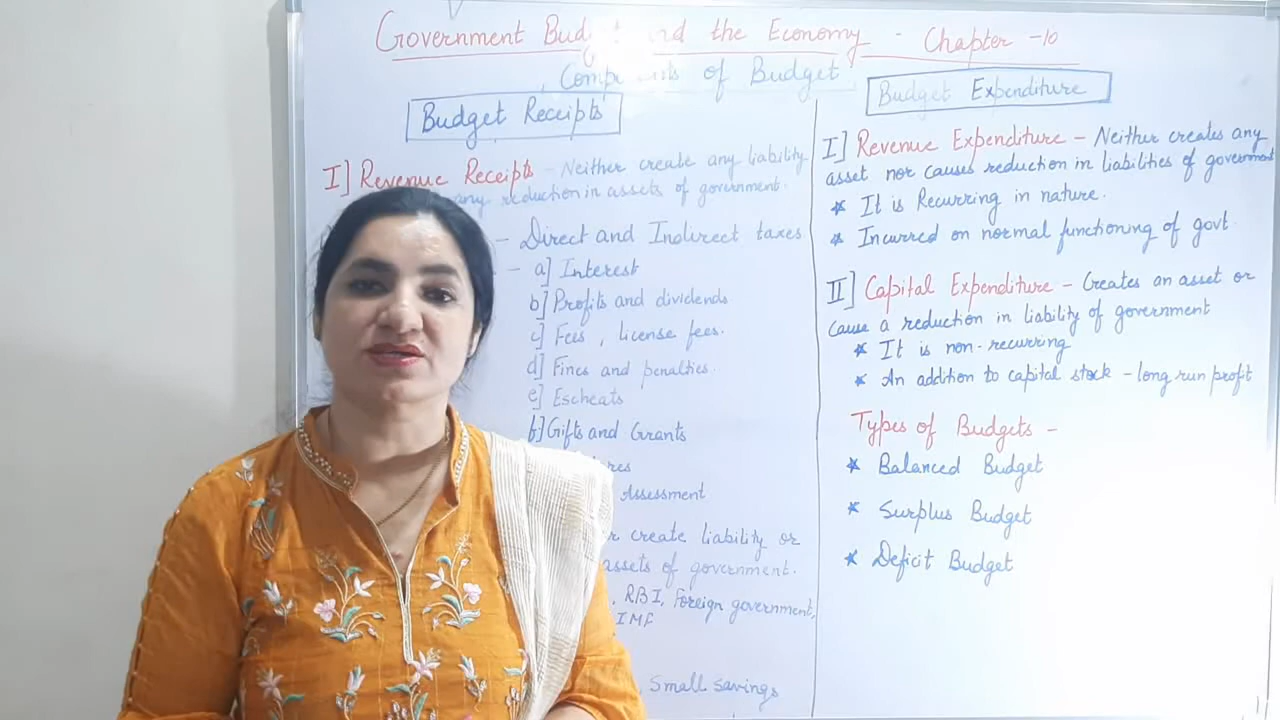 Government Bud t and the Economy - Chapter -10
Comp ts of Budget
Budget Receipts
I] Revenue Receipts - Neither create any liability
any reduction in assets of government.
- Direct and Indirect taxes
- a] Interest
b] Profits and dividends
c] Fees, license fees.
d] Fines and penalties.
e] Escheats
f] Gifts and Grants
Assessment
create liability or
assets of government.
, RBI, Foreign government,
IMF
, Small savings
Budget Expenditure
I] Revenue Expenditure - Neither creates any
asset nor causes reduction in liabilities of government
* It is Recurring in nature.
* Incurred on normal functioning of govt.
II] Capital Expenditure - Creates an asset or
cause a reduction in liability of government
* It is non-recurring
* An addition to capital stock - long run profit
Types of Budgets -
* Balanced Budget
* Surplus Budget
* Deficit Budget